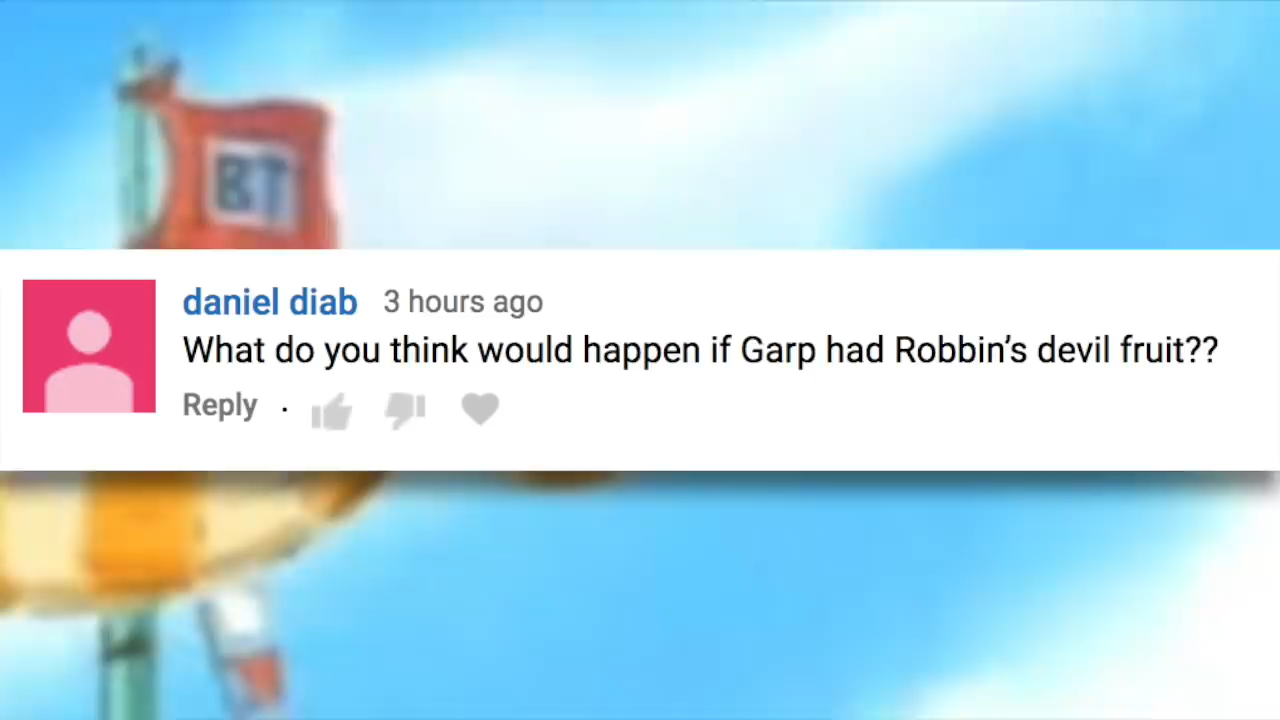 BT
daniel diab 3 hours ago
What do you think would happen if Garp had Robbin's devil fruit??
Reply ·